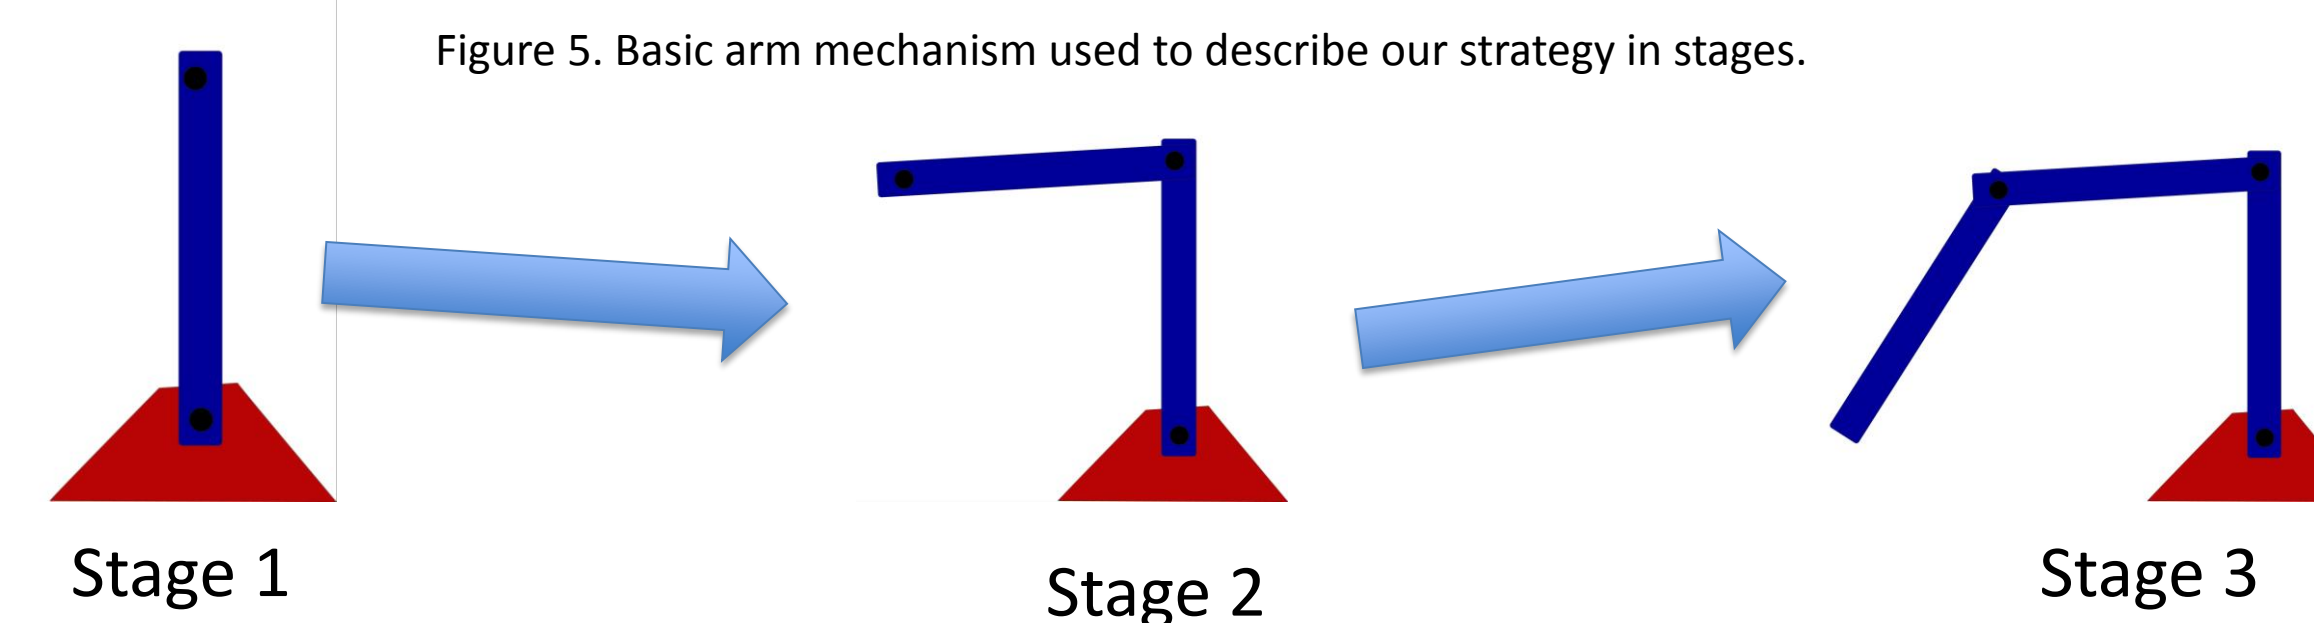 Figure 5. Basic arm mechanism used to describe our strategy in stages.
Stage 1
Stage 2
Stage 3